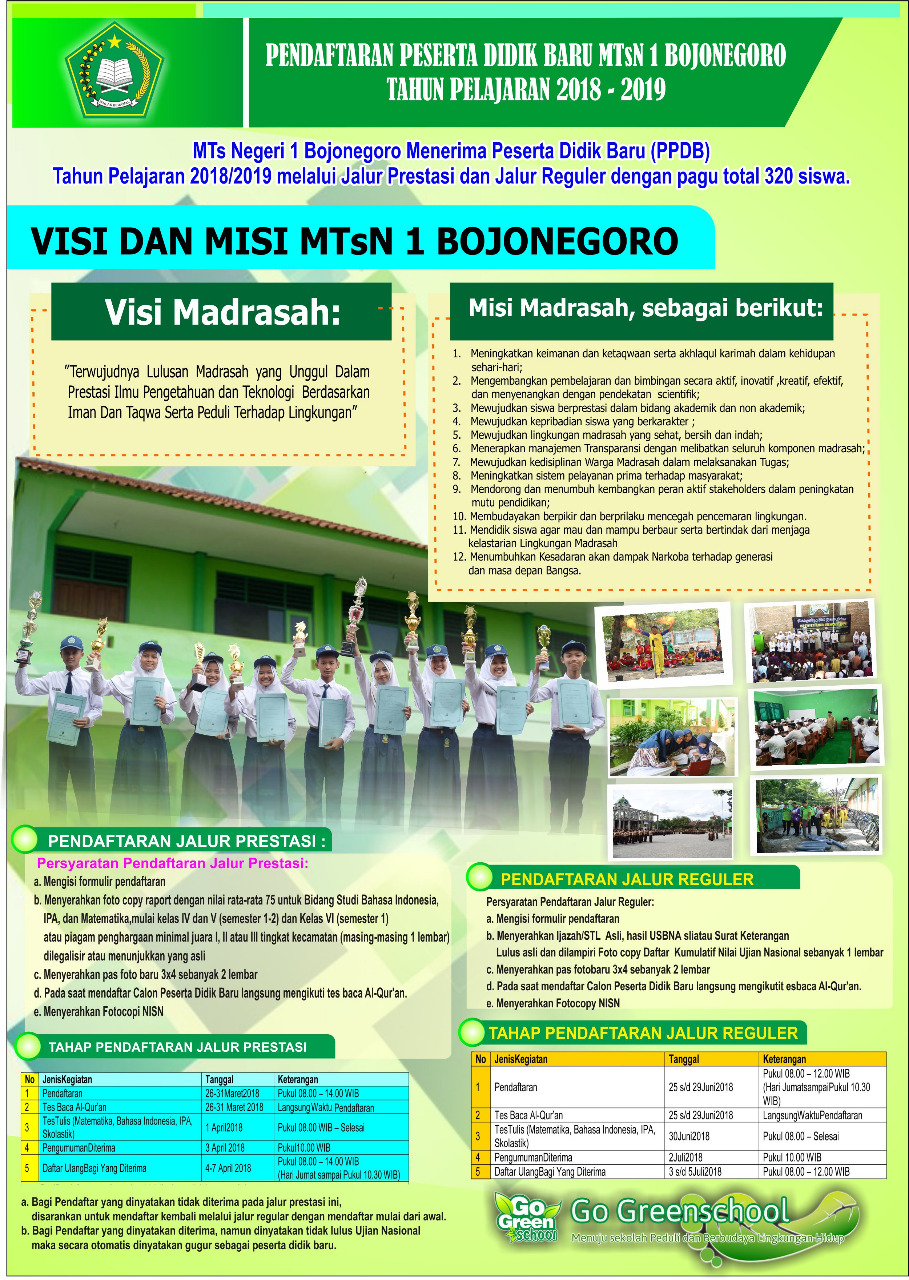 PENDAFTARAN PESERTA DIDIK BARU MTsN 1 BOJONEGORO
TAHUN PELAJARAN 2018 - 2019
MTs Negeri 1 Bojonegoro Menerima Peserta Didik Baru (PPDB)
Tahun Pelajaran 2018/2019 melalui Jalur Prestasi dan Jalur Reguler dengan pagu total 320 siswa.
VISI DAN MISI MTsN 1 BOJONEGORO
Visi Madrasah:
"Terwujudnya Lulusan Madrasah yang Unggul Dalam
Prestasi Ilmu Pengetahuan dan Teknologi Berdasarkan
Iman Dan Taqwa Serta Peduli Terhadap Lingkungan"
Misi Madrasah, sebagai berikut:
1. Meningkatkan keimanan dan ketaqwaan serta akhlaqul karimah dalam kehidupan
sehari-hari;
2. Mengembangkan pembelajaran dan bimbingan secara aktif, inovatif ,kreatif, efektif,
dan menyenangkan dengan pendekatan scientifik;
3. Mewujudkan siswa berprestasi dalam bidang akademik dan non akademik;
4. Mewujudkan kepribadian siswa yang berkarakter ;
5. Mewujudkan lingkungan madrasah yang sehat, bersih dan indah;
6. Menerapkan manajemen Transparansi dengan melibatkan seluruh komponen madrasah;
7. Mewujudkan kedisiplinan Warga Madrasah dalam melaksanakan Tugas;
8. Meningkatkan sistem pelayanan prima terhadap masyarakat;
9. Mendorong dan menumbuh kembangkan peran aktif stakeholders dalam peningkatan
mutu pendidikan;
10. Membudayakan berpikir dan berprilaku mencegah pencemaran lingkungan.
11. Mendidik siswa agar mau dan mampu berbaur serta bertindak dari menjaga
kelastarian Lingkungan Madrasah
12. Menumbuhkan Kesadaran akan dampak Narkoba terhadap generasi
dan masa depan Bangsa.
PENDAFTARAN JALUR PRESTASI :
Persyaratan Pendaftaran Jalur Prestasi:
a. Mengisi formulir pendaftaran
b. Menyerahkan foto copy raport dengan nilai rata-rata 75 untuk Bidang Studi Bahasa Indonesia,
IPA, dan Matematika,mulai kelas IV dan V (semester 1-2) dan Kelas VI (semester 1)
atau piagam penghargaan minimal juara I, II atau III tingkat kecamatan (masing-masing 1 lembar)
dilegalisir atau menunjukkan yang asli
c. Menyerahkan pas foto baru 3x4 sebanyak 2 lembar
d. Pada saat mendaftar Calon Peserta Didik Baru langsung mengikuti tes baca Al-Qur'an.
e. Menyerahkan Fotocopi NISN
TAHAP PENDAFTARAN JALUR PRESTASI
No JenisKegiatan Tanggal Keterangan
1 Pendaftaran 26-31Maret2018 Pukul 08.00 – 14.00 WIB
2 Tes Baca Al-Qur'an 26-31 Maret 2018 LangsungWaktu Pendaftaran
3 TesTulis (Matematika, Bahasa Indonesia, IPA, Skolastik) 1 April2018 Pukul 08.00 WIB – Selesai
4 PengumumanDiterima 3 April 2018 Pukul10.00 WIB
5 Daftar UlangBagi Yang Diterima 4-7 April 2018 Pukul 08.00 – 14.00 WIB
(Hari Jumat sampai Pukul 10.30 WIB)
a. Bagi Pendaftar yang dinyatakan tidak diterima pada jalur prestasi ini,
disarankan untuk mendaftar kembali melalui jalur regular dengan mendaftar mulai dari awal.
b. Bagi Pendaftar yang dinyatakan diterima, namun dinyatakan tidak lulus Ujian Nasional
maka secara otomatis dinyatakan gugur sebagai peserta didik baru.
PENDAFTARAN JALUR REGULER
Persyaratan Pendaftaran Jalur Reguler:
a. Mengisi formulir pendaftaran
b. Menyerahkan Ijazah/STL Asli, hasil USBNA sliatau Surat Keterangan
Lulus asli dan dilampiri Foto copy Daftar Kumulatif Nilai Ujian Nasional sebanyak 1 lembar
c. Menyerahkan pas fotobaru 3x4 sebanyak 2 lembar
d. Pada saat mendaftar Calon Peserta Didik Baru langsung mengikutit esbaca Al-Qur'an.
e. Menyerahkan Fotocopy NISN
TAHAP PENDAFTARAN JALUR REGULER
No JenisKegiatan Tanggal Keterangan
1 Pendaftaran 25 s/d 29Juni2018 Pukul 08.00 – 12.00 WIB
(Hari JumatsampaiPukul 10.30
WIB)
2 Tes Baca Al-Qur'an 25 s/d 29Juni2018 LangsungWaktuPendaftaran
3 TesTulis (Matematika, Bahasa Indonesia, IPA,
Skolastik) 30Juni2018 Pukul 08.00 – Selesai
4 PengumumanDiterima 2Juli2018 Pukul 10.00 WIB
5 Daftar UlangBagi Yang Diterima 3 s/d 5Juli2018 Pukul 08.00 – 12.00 WIB
Go
Green
school
Go Greenschool
Menuju sekolah Peduli dan Berbudaya Lingkungan Hidup